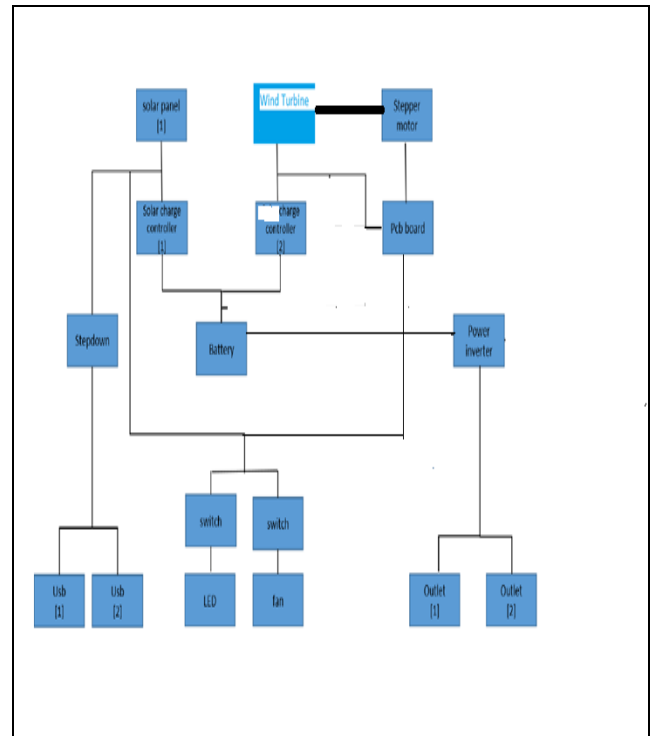 solar panel
[1]
Wind Turbine
Stepper
motor
Solar charge
controller
[1]
charge
controller
[2]
Pcb board
Stepdown
Battery
Power
inverter
switch
switch
Usb
[1]
Usb
[2]
LED
fan
Outlet
[1]
Outlet
[2]